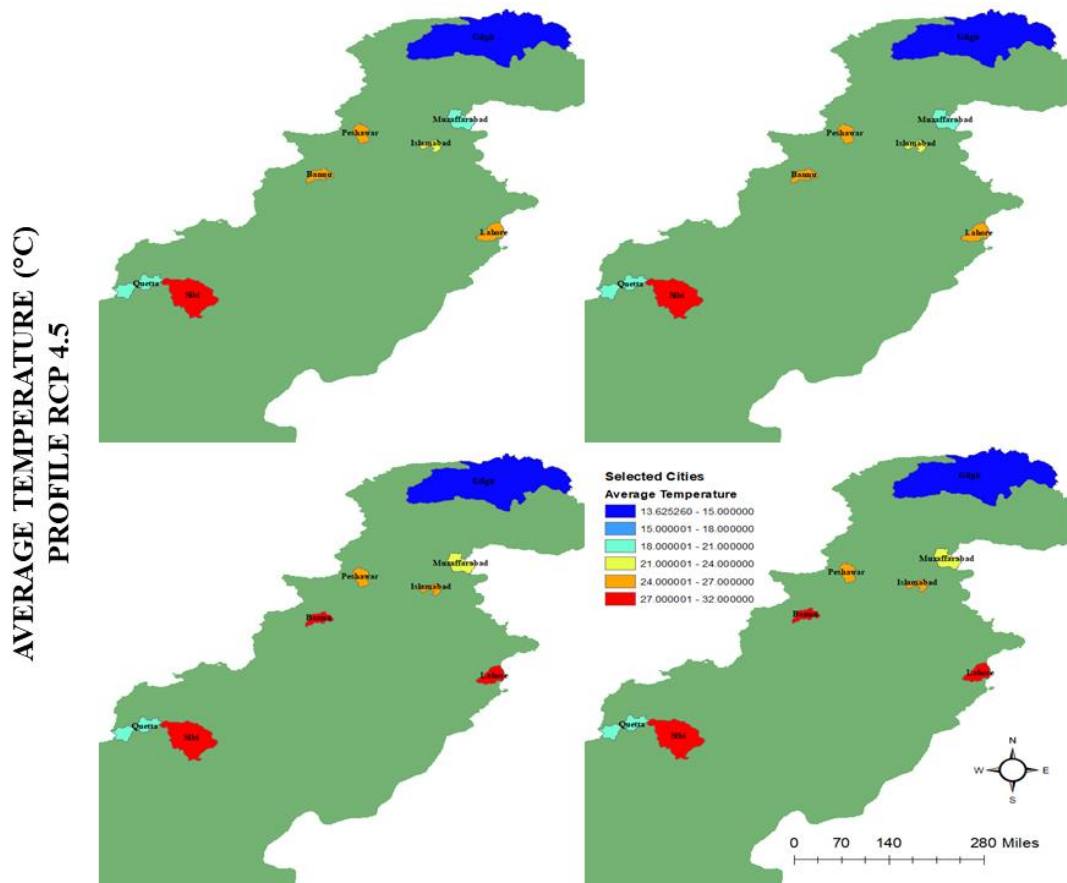 AVERAGE TEMPERATURE (°C)
PROFILE RCP 4.5
Gilgit
Muzaffarabad
Peshawar
Islamabad
Bannu
Lahore
Quetta
Sibi
Gilgit
Muzaffarabad
Peshawar
Islamabad
Bannu
Lahore
Quetta
Sibi
Gilgit
Muzaffarabad
Peshawar
Islamabad
Bannu
Lahore
Quetta
Sibi
Selected Cities
Average Temperature
13.625260 - 15.000000
15.000001 - 18.000000
18.000001 - 21.000000
21.000001 - 24.000000
24.000001 - 27.000000
27.000001 - 32.000000
Gilgit
Muzaffarabad
Peshawar
Islamabad
Bannu
Lahore
Quetta
Sibi
N
W E
S
0 70 140 280 Miles